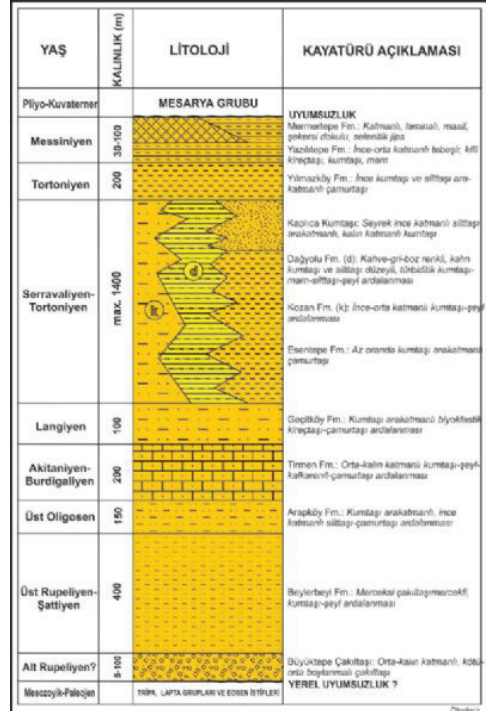 YAŞ
KALINLIK (m)
LİTOLOJİ
KAYATÜRÜ AÇIKLAMASI
Pliyo-Kuvaterner
MESARYA GRUBU
UYUMSUZLUK
Messiniyen
30-100
Mermertepe Fm.: Katmanlı, laminalı, masif,
şekersi dokulu, selenitik jips
Yazılıtepe Fm.: İnce-orta katmanlı tebeşir, killi
kireçtaşı, kumtaşı, marn
Tortoniyen
200
Yılmazköy Fm.: İnce kumtaşı ve silttaşı ara-
katmanlı çamurtaşı
Serravaliyen-
Tortoniyen
max. 1400
d
k
Kaplıca Kumtaşı: Seyrek ince katmanlı silttaşı
arakatmanlı, kalın katmanlı kumtaşı
Dağyolu Fm. (d): Kahve-gri-boz renkli, kalın
kumtaşı ve silttaşı düzeyli, türbiditik kumtaşı-
marn-silttaşı-şeyl ardalanması
Kozan Fm. (k): İnce-orta katmanlı kumtaşı-şeyl
ardalanması
Esentepe Fm.: Az oranda kumtaşı arakatmanlı
çamurtaşı
Langiyen
100
Geçitköy Fm.: Kumtaşı arakatmanlı biyoklastik
kireçtaşı-çamurtaşı ardalanması
Akitaniyen-
Burdigaliyen
200
Tirmen Fm.: Orta-kalın katmanlı kumtaşı-şeyl-
kalkarenit-çamurtaşı ardalanması
Üst Oligosen
150
Arapköy Fm.: Kumtaşı arakatmanlı, ince
katmanlı silttaşı-çamurtaşı ardalanması
Üst Rupeliyen-
Şattiyen
400
Beylerbeyi Fm.: Merceksi çakıltaşı mercekli,
kumtaşı-şeyl ardalanması
Alt Rupeliyen?
5-100
Büyüktepe Çakıltaşı: Orta-kalın katmanlı, kötü-
orta boylanmalı çakıltaşı
YEREL UYUMSUZLUK ?
Mesozoyik-Paleojen
TRİPA, LAPTA GRUPLARI VE EOSEN İSTİFLERİ